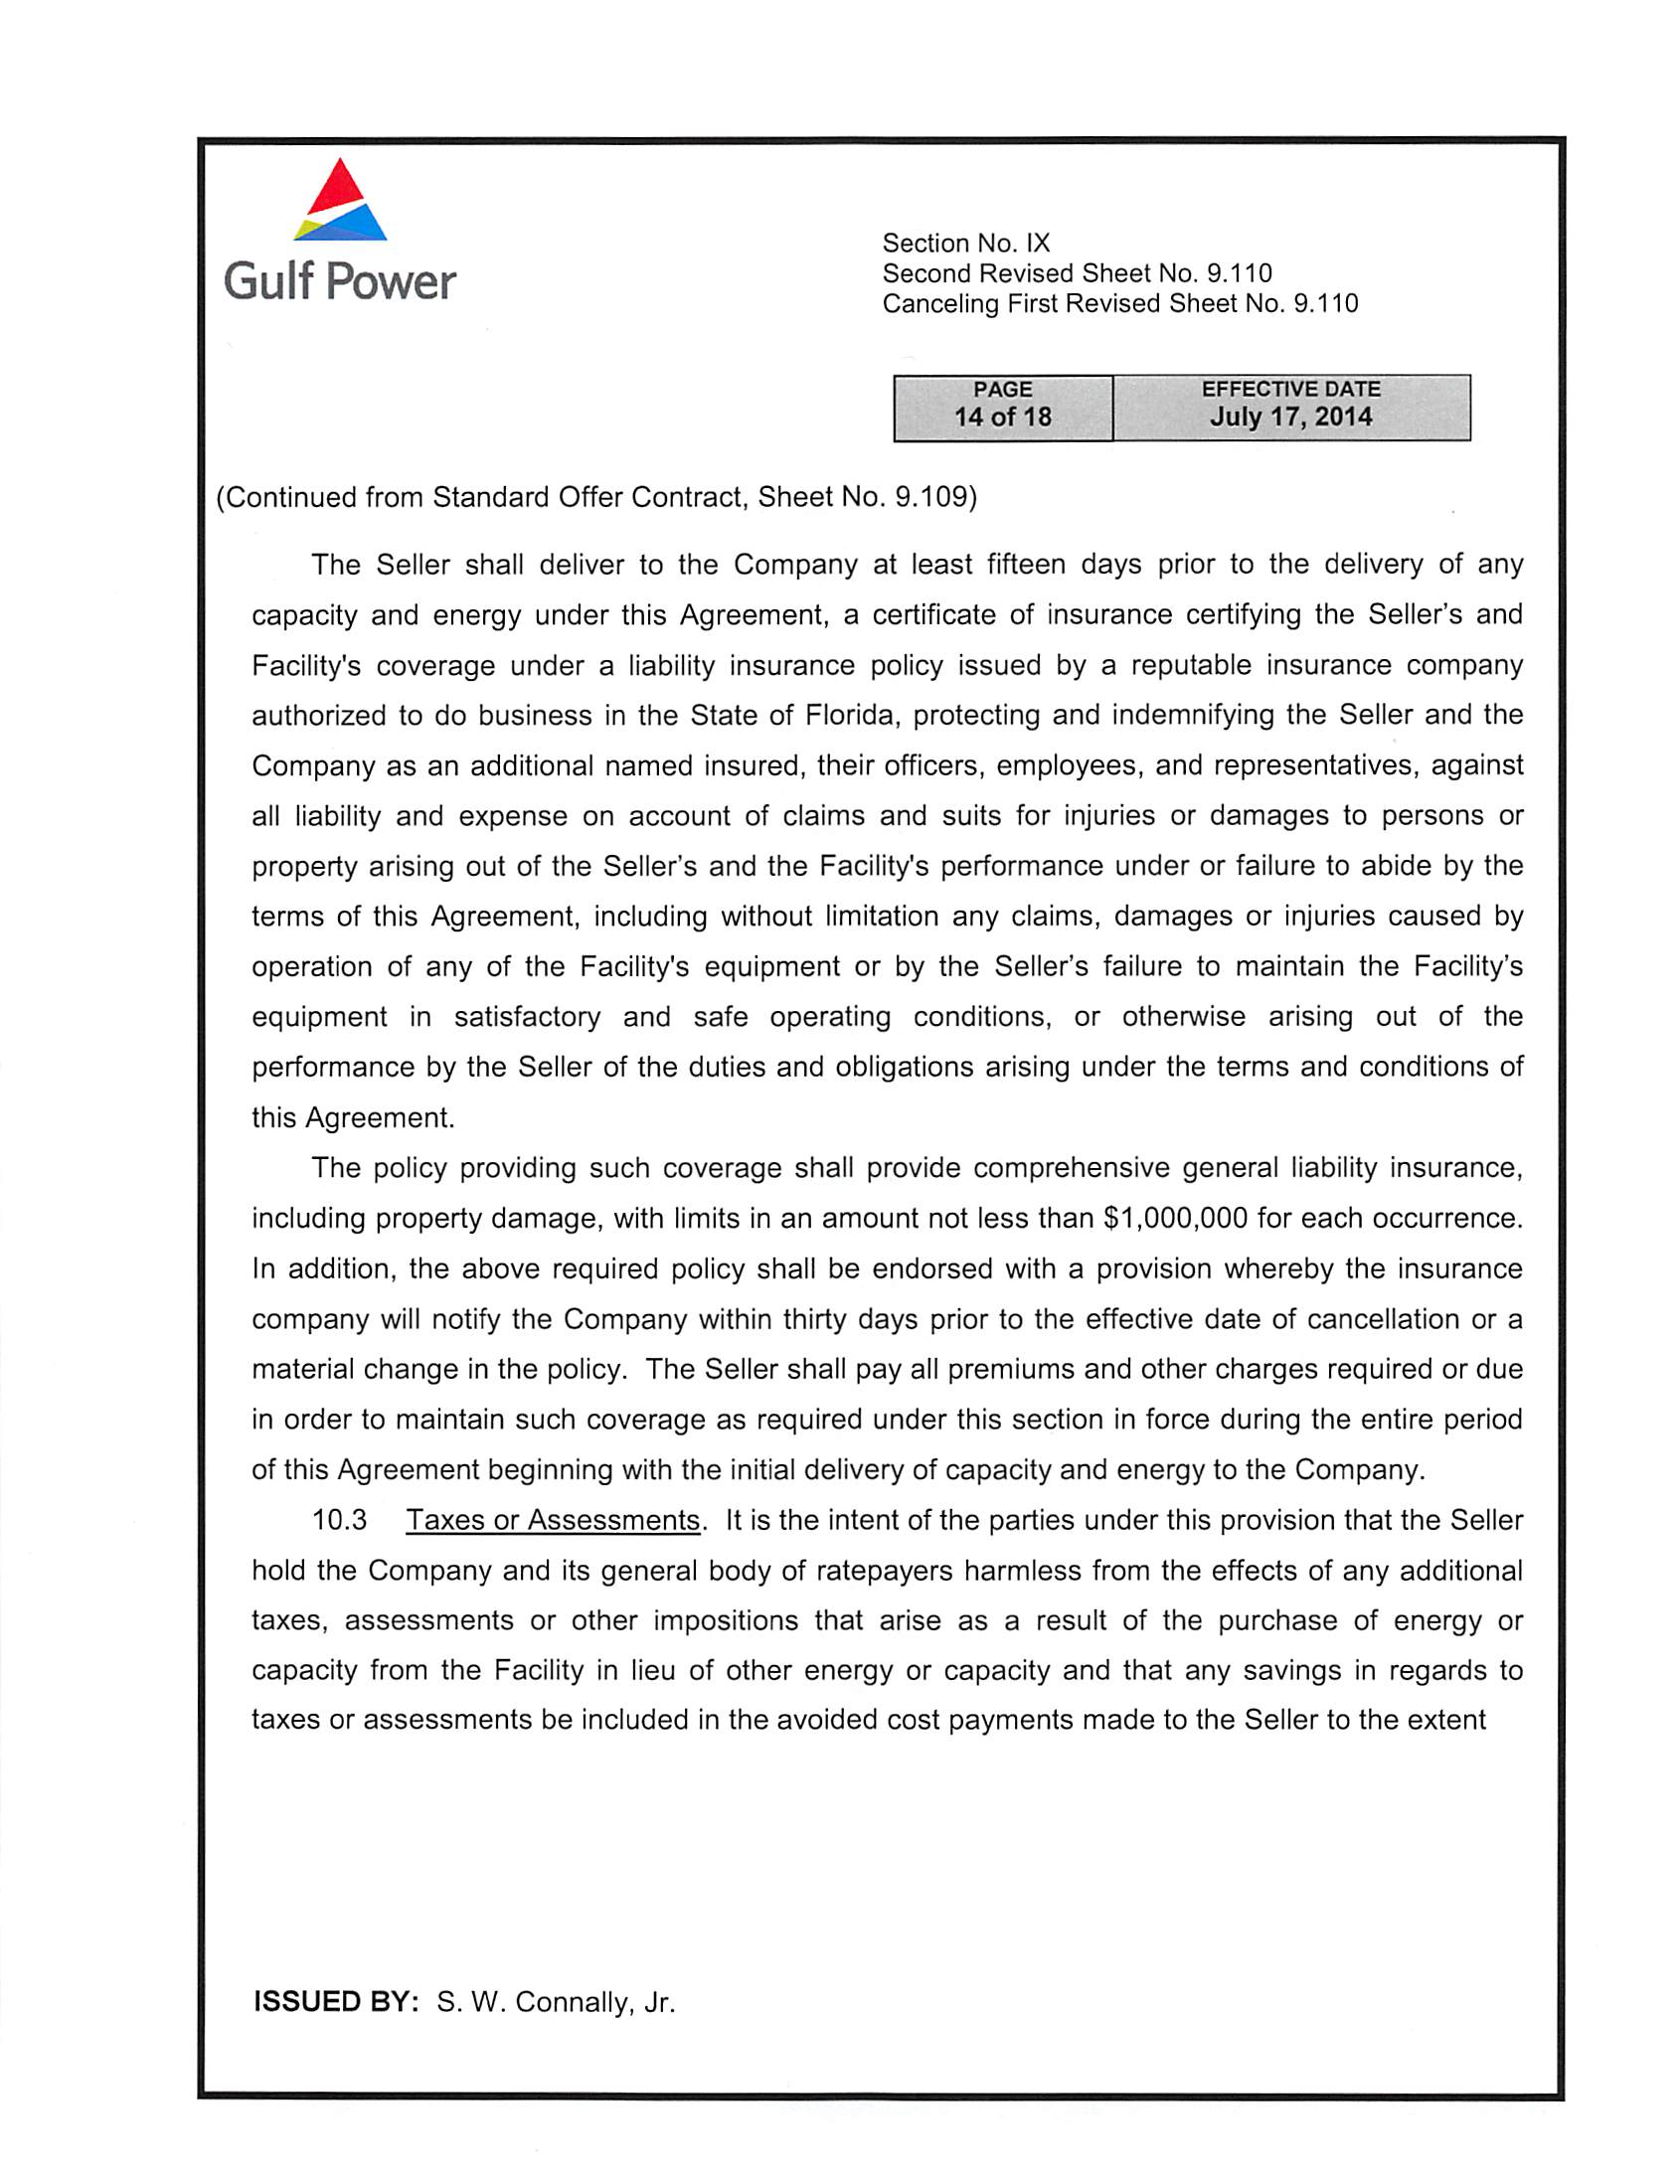 Gulf Power
Section No. IX
Second Revised Sheet No. 9.110
Canceling First Revised Sheet No. 9.110
PAGE
14 of 18
EFFECTIVE DATE
July 17, 2014
(Continued from Standard Offer Contract, Sheet No. 9.109)
The Seller shall deliver to the Company at least fifteen days prior to the delivery of any
capacity and energy under this Agreement, a certificate of insurance certifying the Seller’s and
Facility's coverage under a liability insurance policy issued by a reputable insurance company
authorized to do business in the State of Florida, protecting and indemnifying the Seller and the
Company as an additional named insured, their officers, employees, and representatives, against
all liability and expense on account of claims and suits for injuries or damages to persons or
property arising out of the Seller’s and the Facility's performance under or failure to abide by the
terms of this Agreement, including without limitation any claims, damages or injuries caused by
operation of any of the Facility's equipment or by the Seller’s failure to maintain the Facility’s
equipment in satisfactory and safe operating conditions, or otherwise arising out of the
performance by the Seller of the duties and obligations arising under the terms and conditions of
this Agreement.
The policy providing such coverage shall provide comprehensive general liability insurance,
including property damage, with limits in an amount not less than $1,000,000 for each occurrence.
In addition, the above required policy shall be endorsed with a provision whereby the insurance
company will notify the Company within thirty days prior to the effective date of cancellation or a
material change in the policy. The Seller shall pay all premiums and other charges required or due
in order to maintain such coverage as required under this section in force during the entire period
of this Agreement beginning with the initial delivery of capacity and energy to the Company.
10.3 Taxes or Assessments. It is the intent of the parties under this provision that the Seller
hold the Company and its general body of ratepayers harmless from the effects of any additional
taxes, assessments or other impositions that arise as a result of the purchase of energy or
capacity from the Facility in lieu of other energy or capacity and that any savings in regards to
taxes or assessments be included in the avoided cost payments made to the Seller to the extent
ISSUED BY: S. W. Connally, Jr.